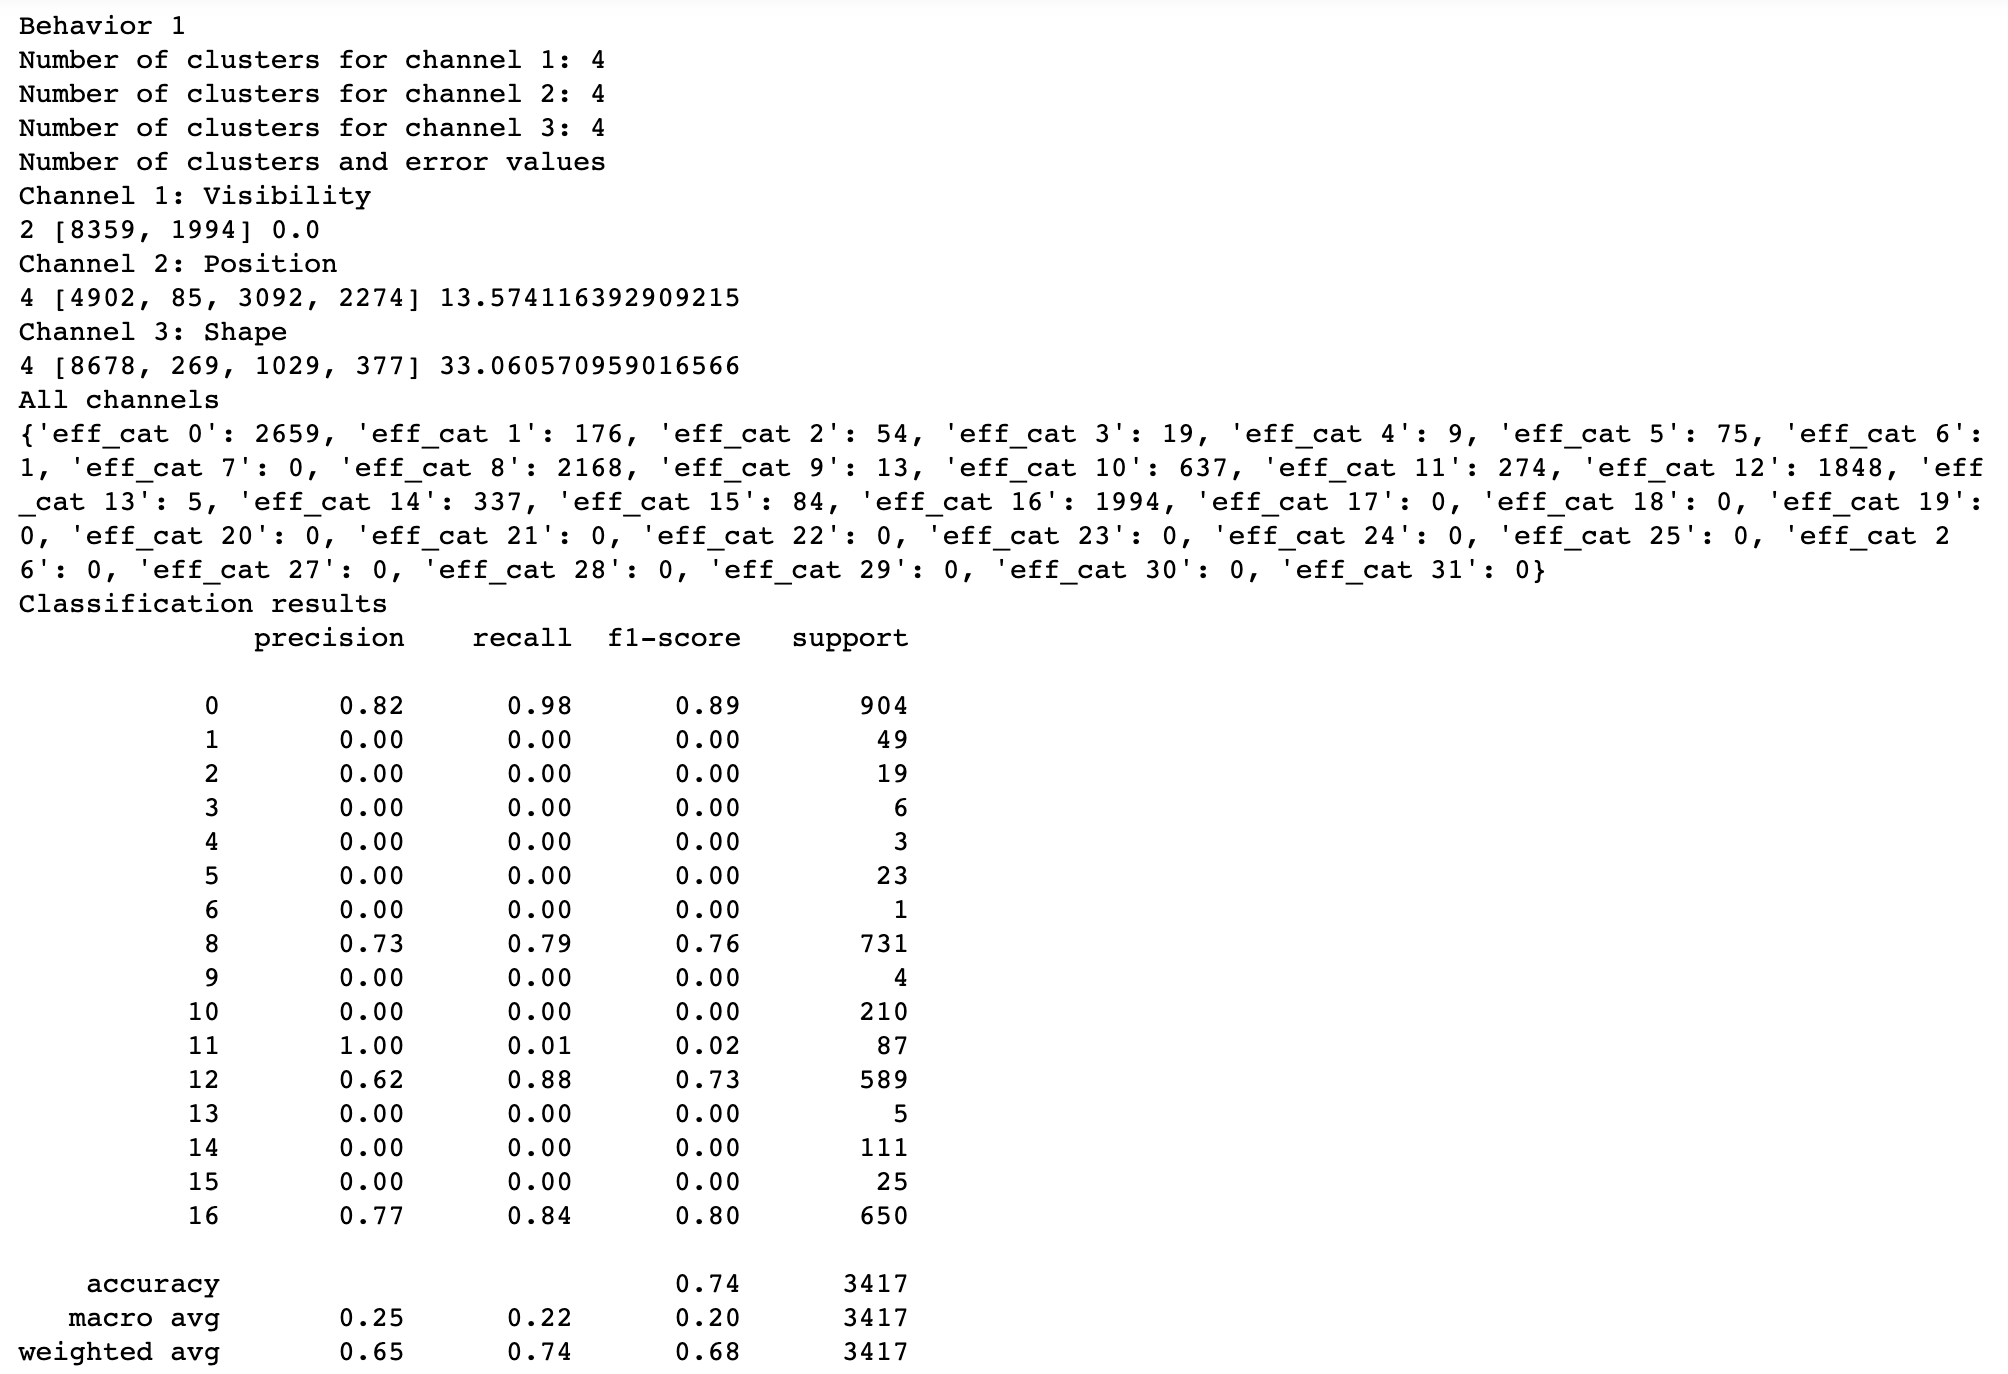 Behavior 1
Number of clusters for channel 1: 4
Number of clusters for channel 2: 4
Number of clusters for channel 3: 4
Number of clusters and error values
Channel 1: Visibility
2 [8359, 1994] 0.0
Channel 2: Position
4 [4902, 85, 3092, 2274] 13.574116392909215
Channel 3: Shape
4 [8678, 269, 1029, 377] 33.060570959016566
All channels
{'eff_cat 0': 2659, 'eff_cat 1': 176, 'eff_cat 2': 54, 'eff_cat 3': 19, 'eff_cat 4': 9, 'eff_cat 5': 75, 'eff_cat 6':
1, 'eff_cat 7': 0, 'eff_cat 8': 2168, 'eff_cat 9': 13, 'eff_cat 10': 637, 'eff_cat 11': 274, 'eff_cat 12': 1848, 'eff
_cat 13': 5, 'eff_cat 14': 337, 'eff_cat 15': 84, 'eff_cat 16': 1994, 'eff_cat 17': 0, 'eff_cat 18': 0, 'eff_cat 19':
0, 'eff_cat 20': 0, 'eff_cat 21': 0, 'eff_cat 22': 0, 'eff_cat 23': 0, 'eff_cat 24': 0, 'eff_cat 25': 0, 'eff_cat 2
6': 0, 'eff_cat 27': 0, 'eff_cat 28': 0, 'eff_cat 29': 0, 'eff_cat 30': 0, 'eff_cat 31': 0}
Classification results
precision recall f1-score support
0 0.82 0.98 0.89 904
1 0.00 0.00 0.00 49
2 0.00 0.00 0.00 19
3 0.00 0.00 0.00 6
4 0.00 0.00 0.00 3
5 0.00 0.00 0.00 23
6 0.00 0.00 0.00 1
8 0.73 0.79 0.76 731
9 0.00 0.00 0.00 4
10 0.00 0.00 0.00 210
11 1.00 0.01 0.02 87
12 0.62 0.88 0.73 589
13 0.00 0.00 0.00 5
14 0.00 0.00 0.00 111
15 0.00 0.00 0.00 25
16 0.77 0.84 0.80 650
accuracy 0.74 3417
macro avg 0.25 0.22 0.20 3417
weighted avg 0.65 0.74 0.68 3417